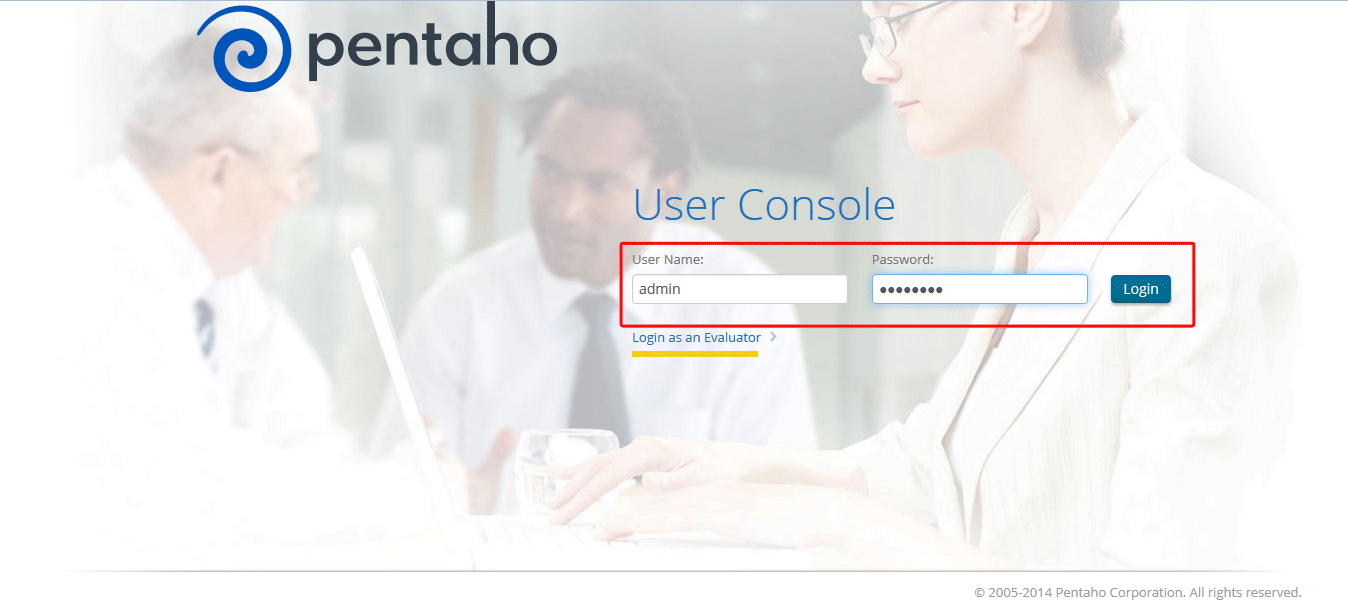 pentaho
User Console
User Name:
Password:
admin
••••••••
Login
Login as an Evaluator >
© 2005-2014 Pentaho Corporation. All rights reserved.